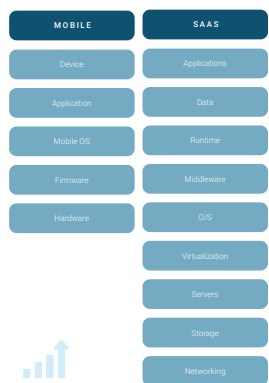 MOBILE
Device
Application
Mobile OS
Firmware
Hardware
SAAS
Applications
Data
Runtime
Middleware
O/S
Virtualization
Servers
Storage
Networking